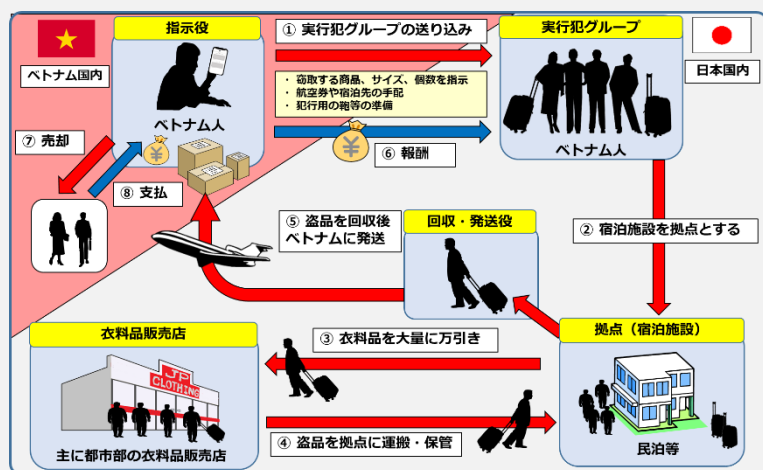 指示役
① 実行犯グループの送り込み
実行犯グループ
ベトナム国内
日本国内
・ 窃取する商品、サイズ、個数を指示
・ 航空券や宿泊先の手配
・ 犯行用の鞄等の準備
ベトナム人
ベトナム人
⑦ 売却
¥
¥
⑥ 報酬
⑧ 支払
⑤ 盗品を回収後
ベトナムに発送
回収・発送役
② 宿泊施設を拠点とする
衣料品販売店
③ 衣料品を大量に万引き
拠点（宿泊施設）
JP
CLOTHING
主に都市部の衣料品販売店
④ 盗品を拠点に運搬・保管
民泊等